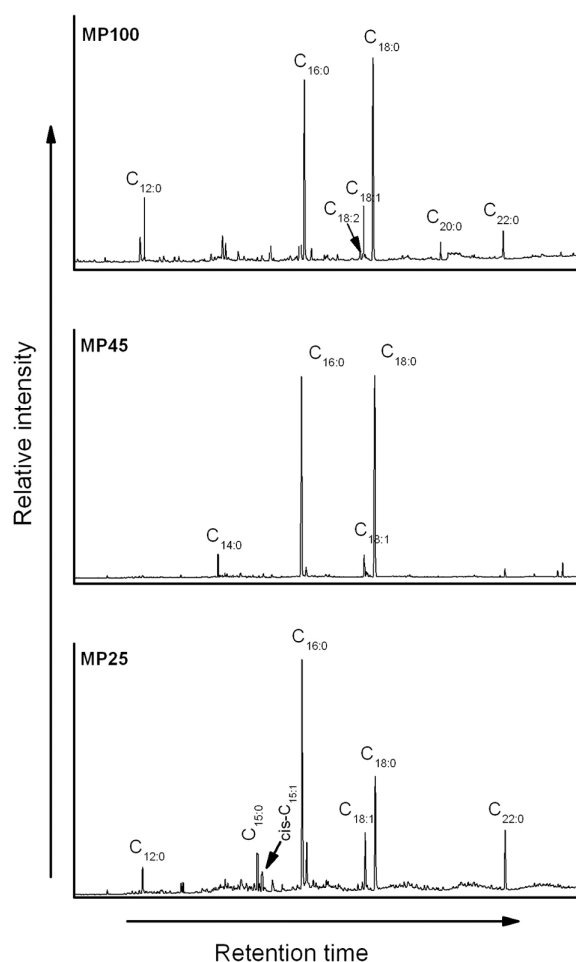 MP100
C18:0
C16:0
C12:0
C18:1
C18:2
C20:0
C22:0
MP45
C16:0
C18:0
C14:0
C18:1
MP25
C16:0
C18:0
C15:0
cis-C15:1
C18:1
C22:0
C12:0
Relative intensity
Retention time